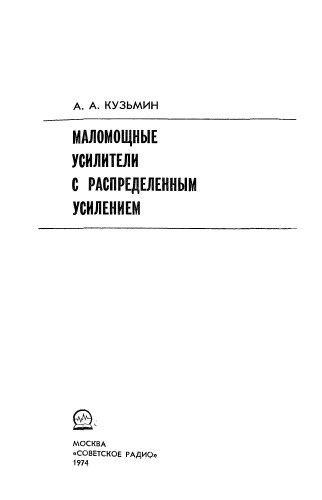 А. А. КУЗЬМИН
МАЛОМОЩНЫЕ
УСИЛИТЕЛИ
С РАСПРЕДЕЛЕННЫМ
УСИЛЕНИЕМ
МОСКВА
«СОВЕТСКОЕ РАДИО»
1974